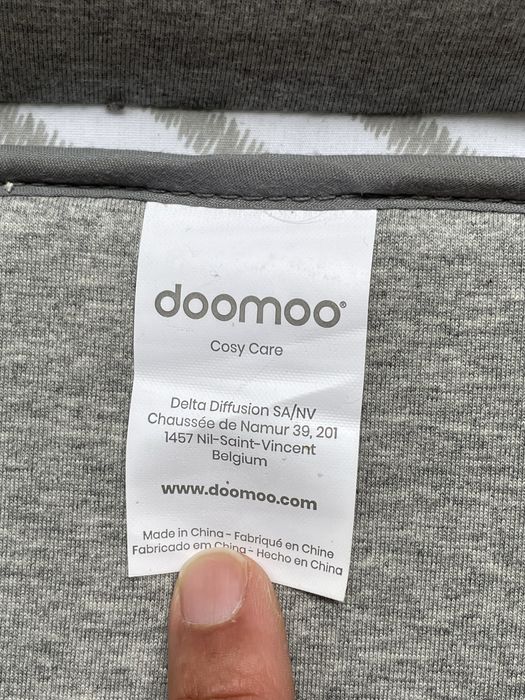 doomoo®
Cosy Care
Delta Diffusion SA/NV
Chaussée de Namur 39, 201
1457 Nil-Saint-Vincent
Belgium
www.doomoo.com
Made in China - Fabriqué en Chine
Fabricado em China - Hecho en China